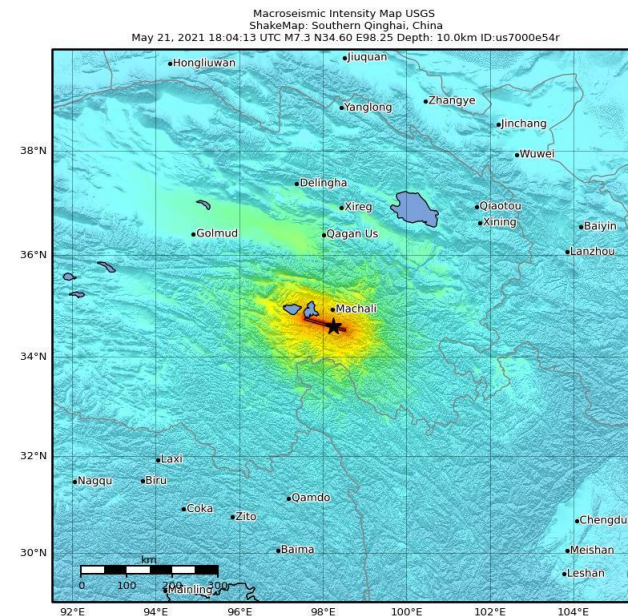 Macroseismic Intensity Map USGS
ShakeMap: Southern Qinghai, China
May 21, 2021 18:04:13 UTC M7.3 N34.60 E98.25 Depth: 10.0km ID:us7000e54r
Jiuquan
Hongliuwan
Zhangye
Yanglong
Jinchang
38°N
Wuwei
Delingha
Xireg
Qiaotou
Xining
Baiyin
Golmud
Qagan Us
36°N
Lanzhou
Machali
34°N
32°N
Laxi
Nagqu
Biru
Qamdo
Coka
Zito
Chengdu
30°N
Baima
Meishan
km
Leshan
0 100 200 300
Mainling
92°E 94°E 96°E 98°E 100°E 102°E 104°E